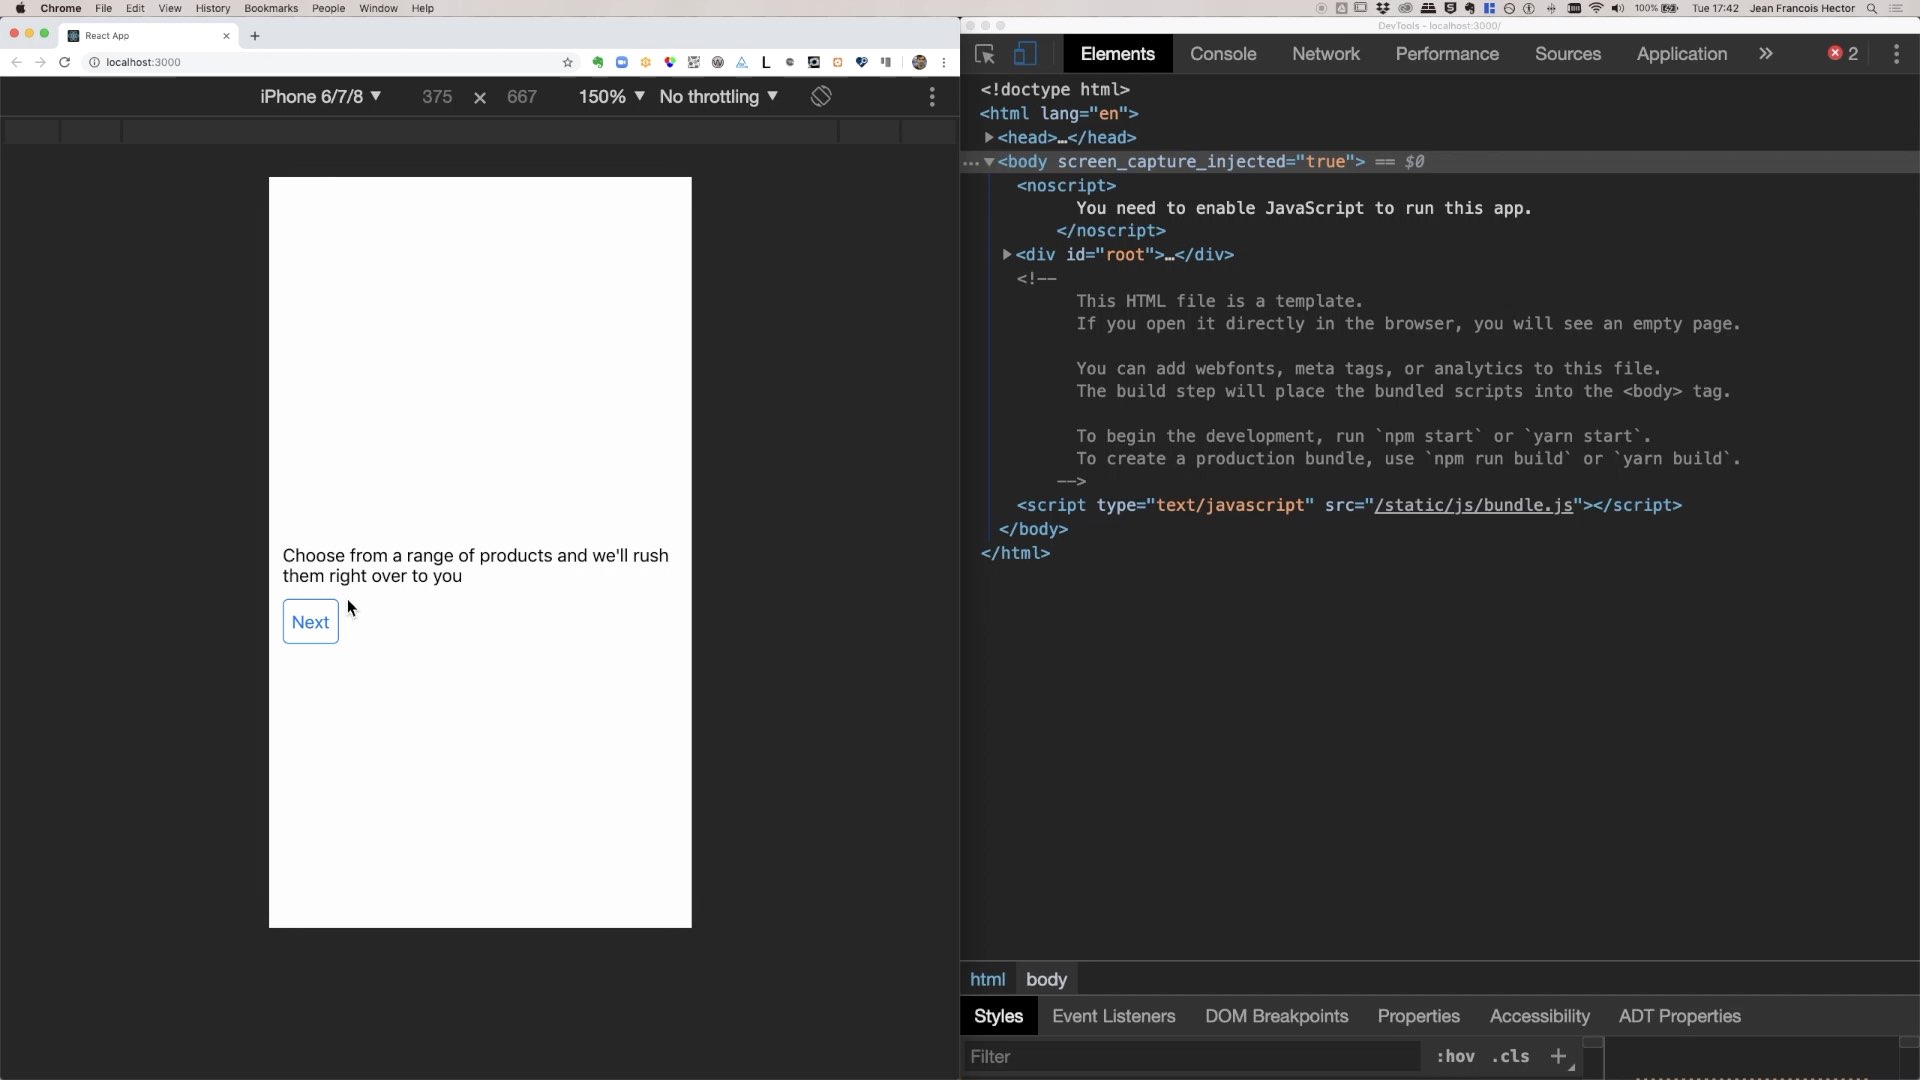 Chrome File Edit View History Bookmarks People Window Help
100% Tue 17:42 Jean Francois Hector
React App
localhost:3000
iPhone 6/7/8 375 × 667 150% No throttling
Choose from a range of products and we'll rush
them right over to you
Next
DevTools - localhost:3000/
Elements Console Network Performance Sources Application » 2
<!doctype html>
<html lang="en">
<head>…</head>
<body screen_capture_injected="true"> == $0
<noscript>
You need to enable JavaScript to run this app.
</noscript>
<div id="root">…</div>
<!--
This HTML file is a template.
If you open it directly in the browser, you will see an empty page.
You can add webfonts, meta tags, or analytics to this file.
The build step will place the bundled scripts into the <body> tag.
To begin the development, run `npm start` or `yarn start`.
To create a production bundle, use `npm run build` or `yarn build`.
-->
<script type="text/javascript" src="/static/js/bundle.js"></script>
</body>
</html>
html body
Styles Event Listeners DOM Breakpoints Properties Accessibility ADT Properties
Filter :hov .cls +